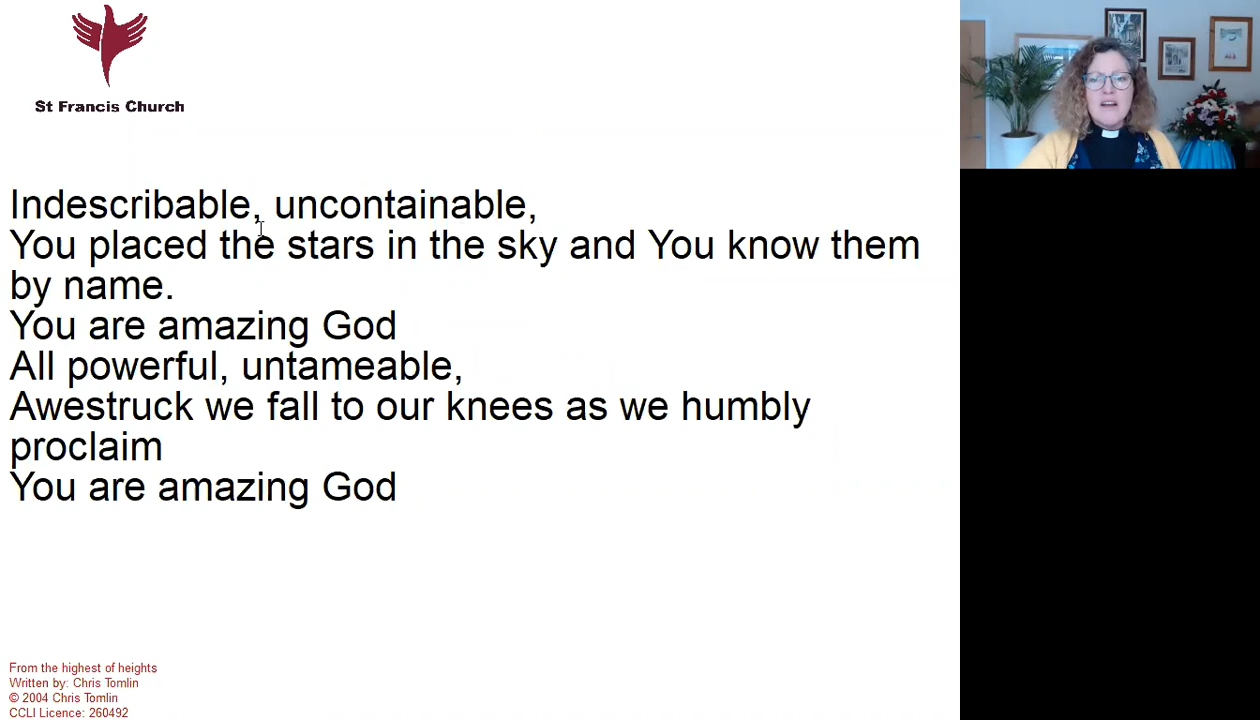 St Francis Church
Indescribable, uncontainable,
You placed the stars in the sky and You know them
by name.
You are amazing God
All powerful, untameable,
Awestruck we fall to our knees as we humbly
proclaim
You are amazing God
From the highest of heights
Written by: Chris Tomlin
© 2004 Chris Tomlin
CCLI Licence: 260492